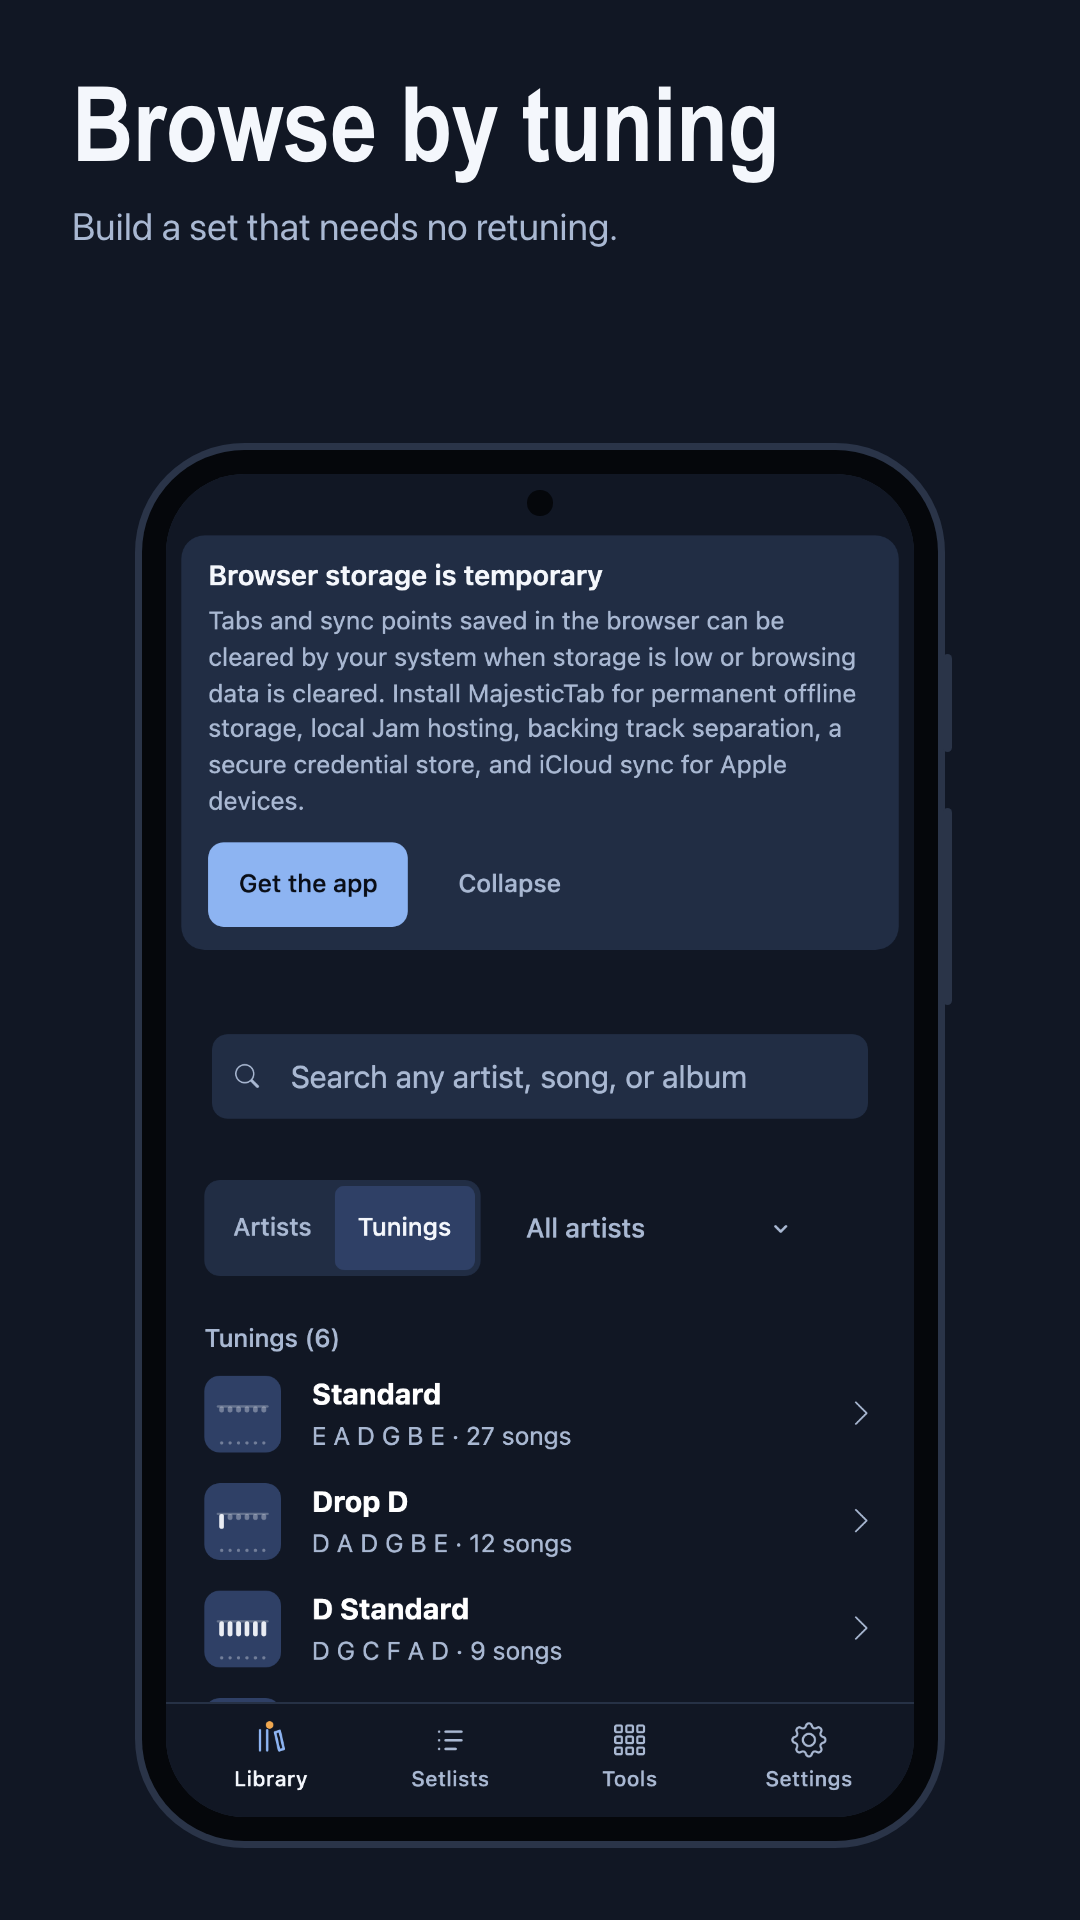 Browse by tuning
Build a set that needs no retuning.
Browser storage is temporary
Tabs and sync points saved in the browser can be
cleared by your system when storage is low or browsing
data is cleared. Install MajesticTab for permanent offline
storage, local Jam hosting, backing track separation, a
secure credential store, and iCloud sync for Apple
devices.
Get the app
Collapse
Search any artist, song, or album
Artists
Tunings
All artists
Tunings (6)
Standard
E A D G B E · 27 songs
Drop D
D A D G B E · 12 songs
D Standard
D G C F A D · 9 songs
Library
Setlists
Tools
Settings